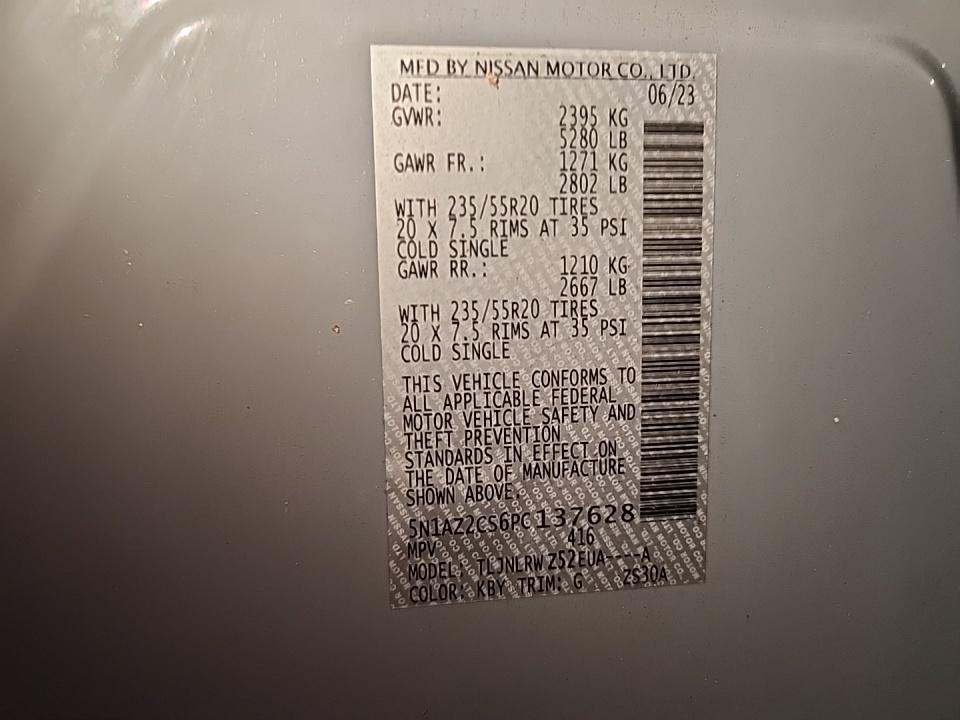 MFD BY NISSAN MOTOR CO., LTD.
DATE: 06/23
GVWR: 2395 KG
5280 LB
GAWR FR.: 1271 KG
2802 LB
WITH 235/55R20 TIRES
20 X 7.5 RIMS AT 35 PSI
COLD SINGLE
GAWR RR.: 1210 KG
2667 LB
WITH 235/55R20 TIRES
20 X 7.5 RIMS AT 35 PSI
COLD SINGLE
THIS VEHICLE CONFORMS TO
ALL APPLICABLE FEDERAL
MOTOR VEHICLE SAFETY AND
THEFT PREVENTION
STANDARDS IN EFFECT ON
THE DATE OF MANUFACTURE
SHOWN ABOVE.
5N1AZ2CS6PC137628
MPV 416
MODEL: TLJNLRWZ52EUA----A
COLOR: KBY TRIM: G ZS30A